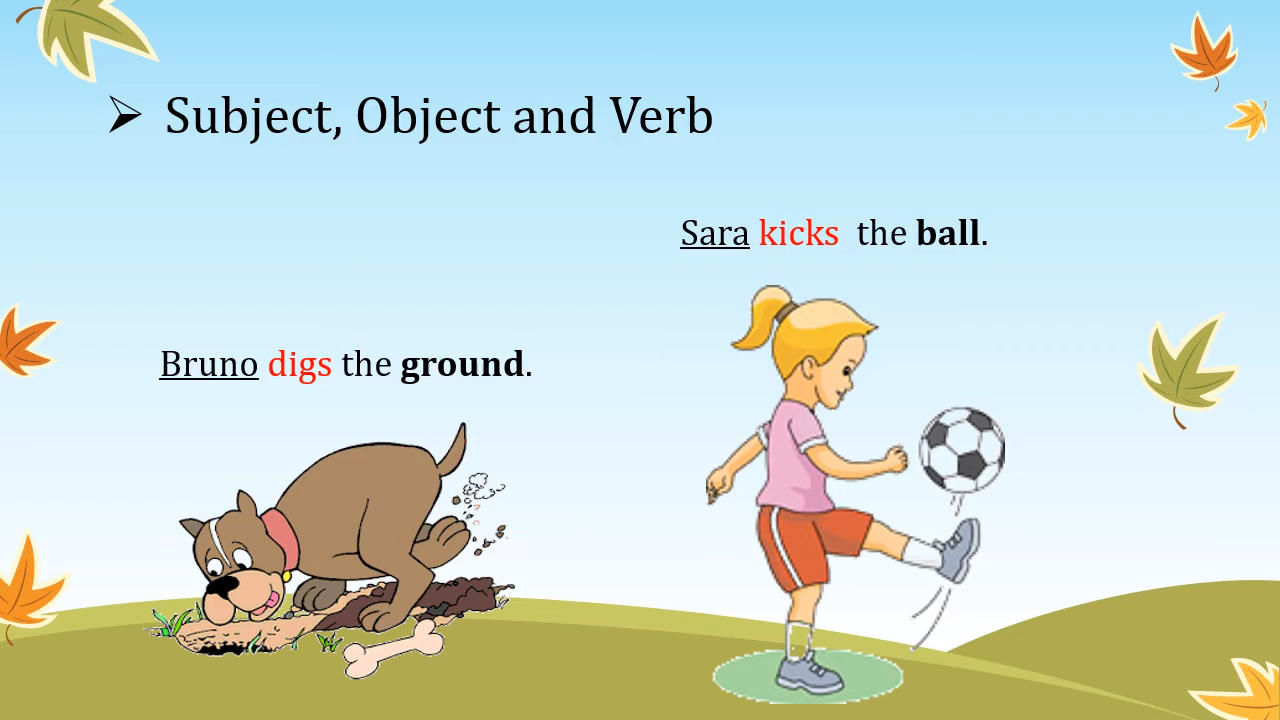 ➢ Subject, Object and Verb
Sara kicks the ball.
Bruno digs the ground.